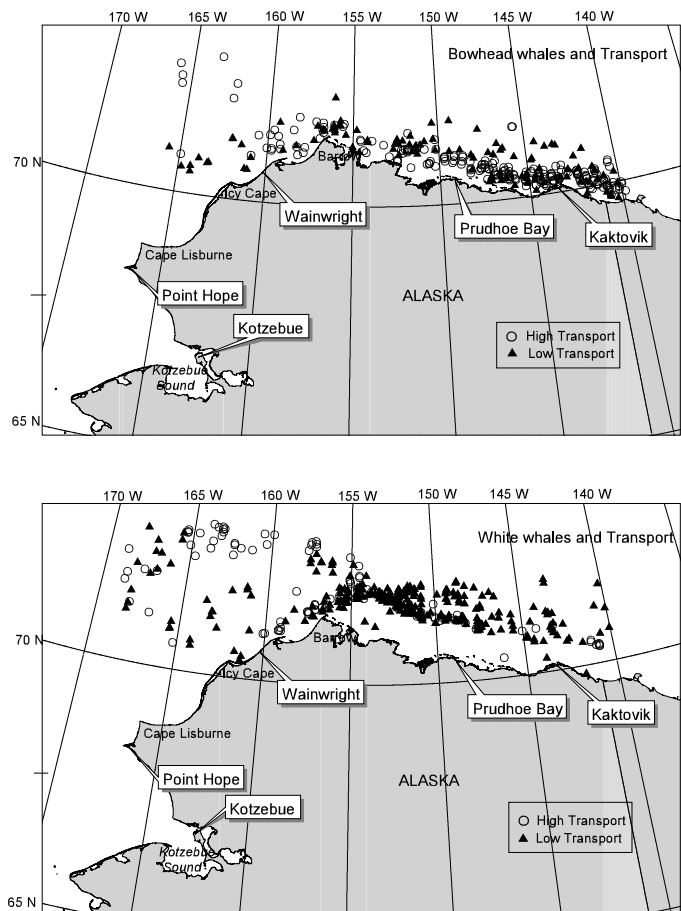 170 W 165 W 160 W 155 W 150 W 145 W 140 W
Bowhead whales and Transport
Barrow
70 N
Icy Cape
Wainwright
Prudhoe Bay
Kaktovik
Cape Lisburne
Point Hope
ALASKA
Kotzebue
High Transport
Low Transport
Kotzebue
Sound
65 N
170 W 165 W 160 W 155 W 150 W 145 W 140 W
White whales and Transport
70 N
Barrow
Icy Cape
Wainwright
Prudhoe Bay
Kaktovik
Cape Lisburne
Point Hope
ALASKA
Kotzebue
High Transport
Low Transport
Kotzebue
Sound
65 N